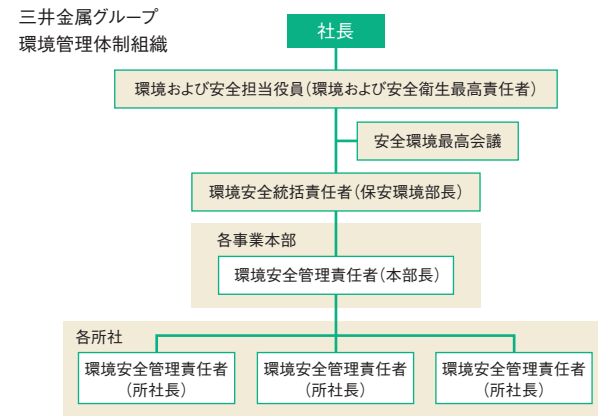 三井金属グループ
環境管理体制組織
社長
環境および安全担当役員(環境および安全衛生最高責任者)
安全環境最高会議
環境安全統括責任者(保安環境部長)
各事業本部
環境安全管理責任者(本部長)
各所社
環境安全管理責任者
(所社長)
環境安全管理責任者
(所社長)
環境安全管理責任者
(所社長)